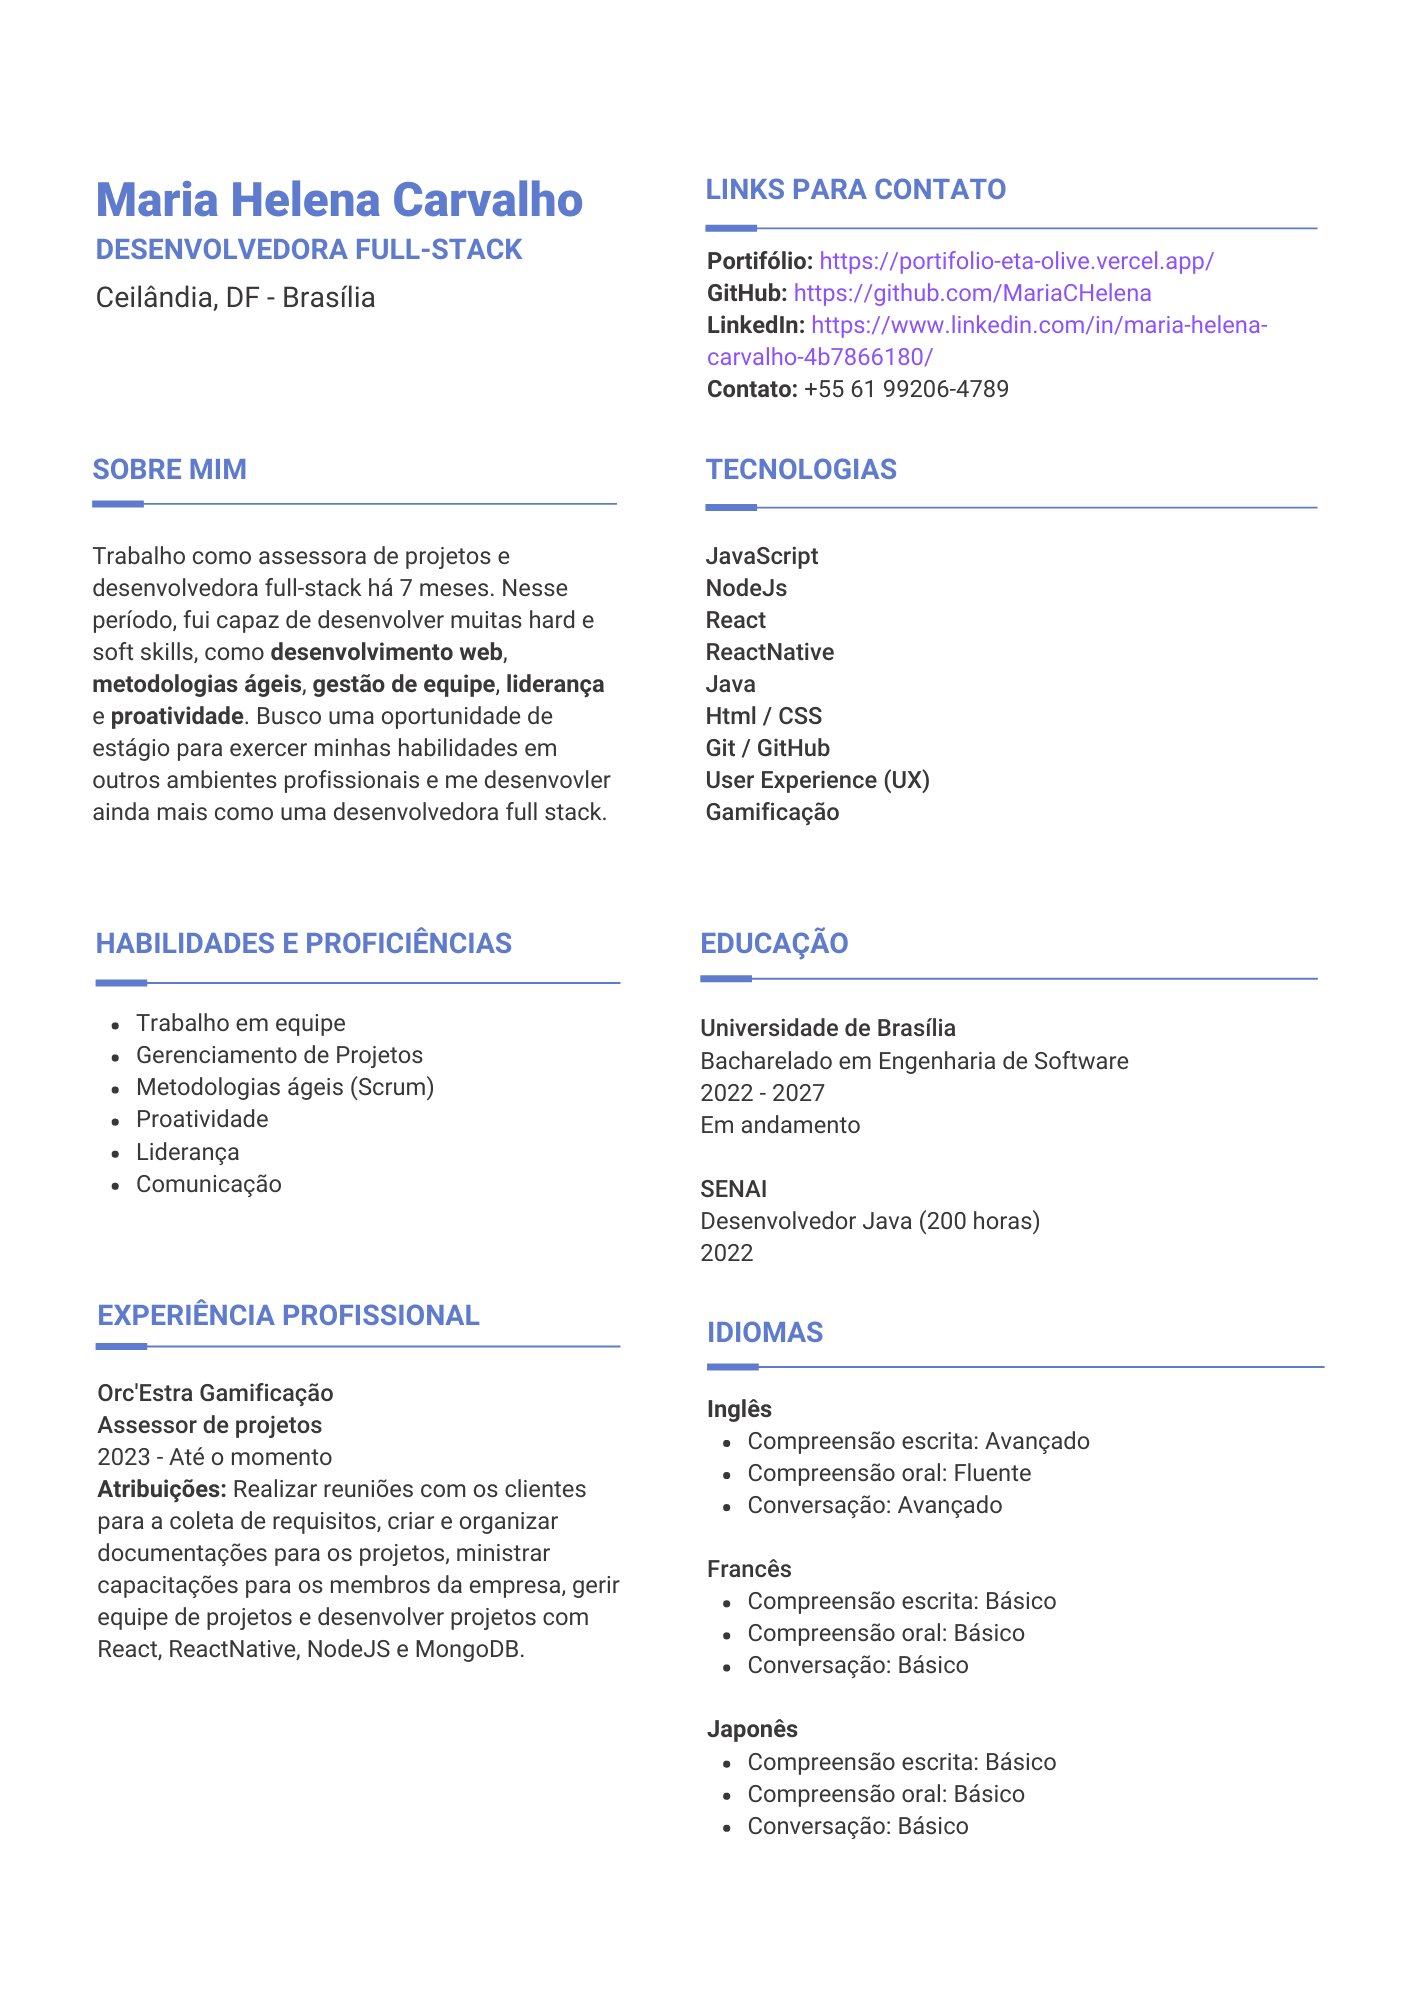 Maria Helena Carvalho
DESENVOLVEDORA FULL-STACK
Ceilândia, DF - Brasília
LINKS PARA CONTATO
Portifólio: https://portifolio-eta-olive.vercel.app/
GitHub: https://github.com/MariaCHelena
LinkedIn: https://www.linkedin.com/in/maria-helena-
carvalho-4b7866180/
Contato: +55 61 99206-4789
SOBRE MIM
Trabalho como assessora de projetos e
desenvolvedora full-stack há 7 meses. Nesse
período, fui capaz de desenvolver muitas hard e
soft skills, como desenvolvimento web,
metodologias ágeis, gestão de equipe, liderança
e proatividade. Busco uma oportunidade de
estágio para exercer minhas habilidades em
outros ambientes profissionais e me desenvovler
ainda mais como uma desenvolvedora full stack.
TECNOLOGIAS
JavaScript
NodeJs
React
ReactNative
Java
Html / CSS
Git / GitHub
User Experience (UX)
Gamificação
HABILIDADES E PROFICIÊNCIAS
• Trabalho em equipe
• Gerenciamento de Projetos
• Metodologias ágeis (Scrum)
• Proatividade
• Liderança
• Comunicação
EDUCAÇÃO
Universidade de Brasília
Bacharelado em Engenharia de Software
2022 - 2027
Em andamento
SENAI
Desenvolvedor Java (200 horas)
2022
EXPERIÊNCIA PROFISSIONAL
Orc'Estra Gamificação
Assessor de projetos
2023 - Até o momento
Atribuições: Realizar reuniões com os clientes
para a coleta de requisitos, criar e organizar
documentações para os projetos, ministrar
capacitações para os membros da empresa, gerir
equipe de projetos e desenvolver projetos com
React, ReactNative, NodeJS e MongoDB.
IDIOMAS
Inglês
• Compreensão escrita: Avançado
• Compreensão oral: Fluente
• Conversação: Avançado
Francês
• Compreensão escrita: Básico
• Compreensão oral: Básico
• Conversação: Básico
Japonês
• Compreensão escrita: Básico
• Compreensão oral: Básico
• Conversação: Básico